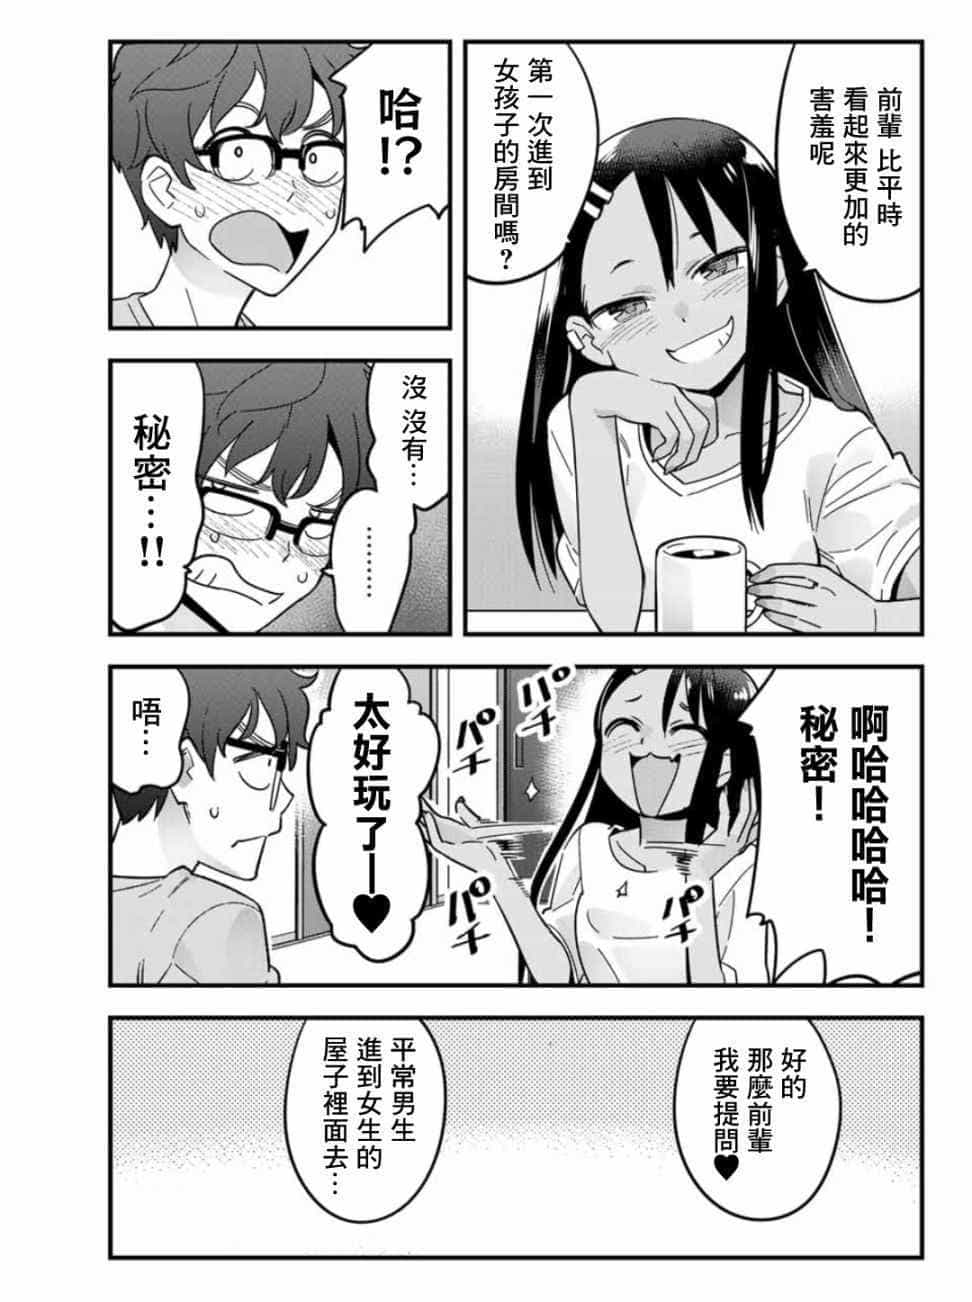 前輩 比平時
看起來更加的
害羞呢
第一次進到
女孩子的房間嗎?
哈!?
沒 沒有…
………
秘密…!!
啊哈哈哈哈哈!
秘密!
パチ
パチ
パチ
パチ
太好玩了ー♥
唔…
好的
那麼前輩
我要提問♥
平常男生
進到女生的
屋子裡面去…